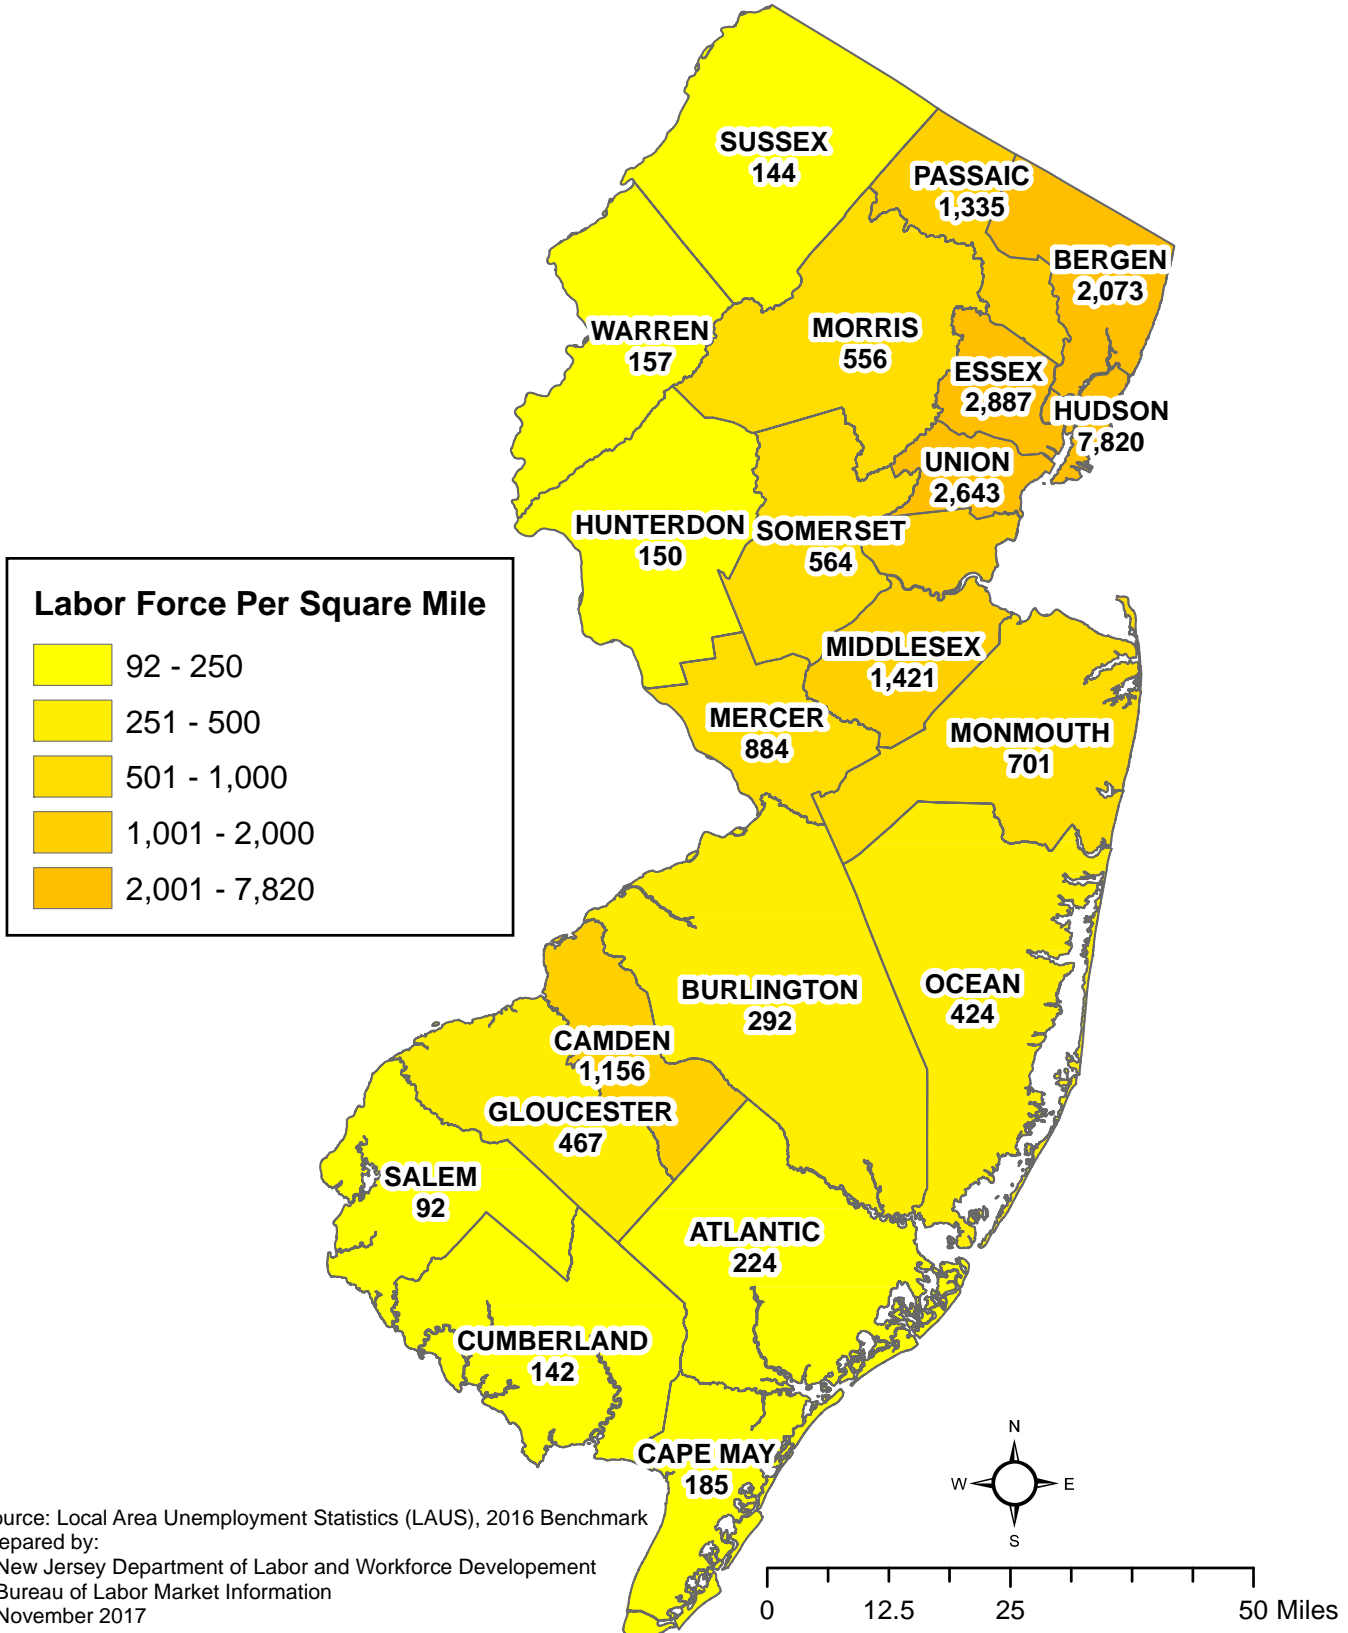 SUSSEX
144
PASSAIC
1,335
BERGEN
2,073
WARREN
157
MORRIS
556
ESSEX
2,887
HUDSON
7,820
UNION
2,643
HUNTERDON
150
SOMERSET
564
Labor Force Per Square Mile
92 - 250
251 - 500
501 - 1,000
1,001 - 2,000
2,001 - 7,820
MIDDLESEX
1,421
MERCER
884
MONMOUTH
701
BURLINGTON
292
OCEAN
424
CAMDEN
1,156
GLOUCESTER
467
SALEM
92
ATLANTIC
224
CUMBERLAND
142
CAPE MAY
185
N
W E
S
ource: Local Area Unemployment Statistics (LAUS), 2016 Benchmark
epared by:
New Jersey Department of Labor and Workforce Developement
Bureau of Labor Market Information
November 2017
0 12.5 25 50 Miles